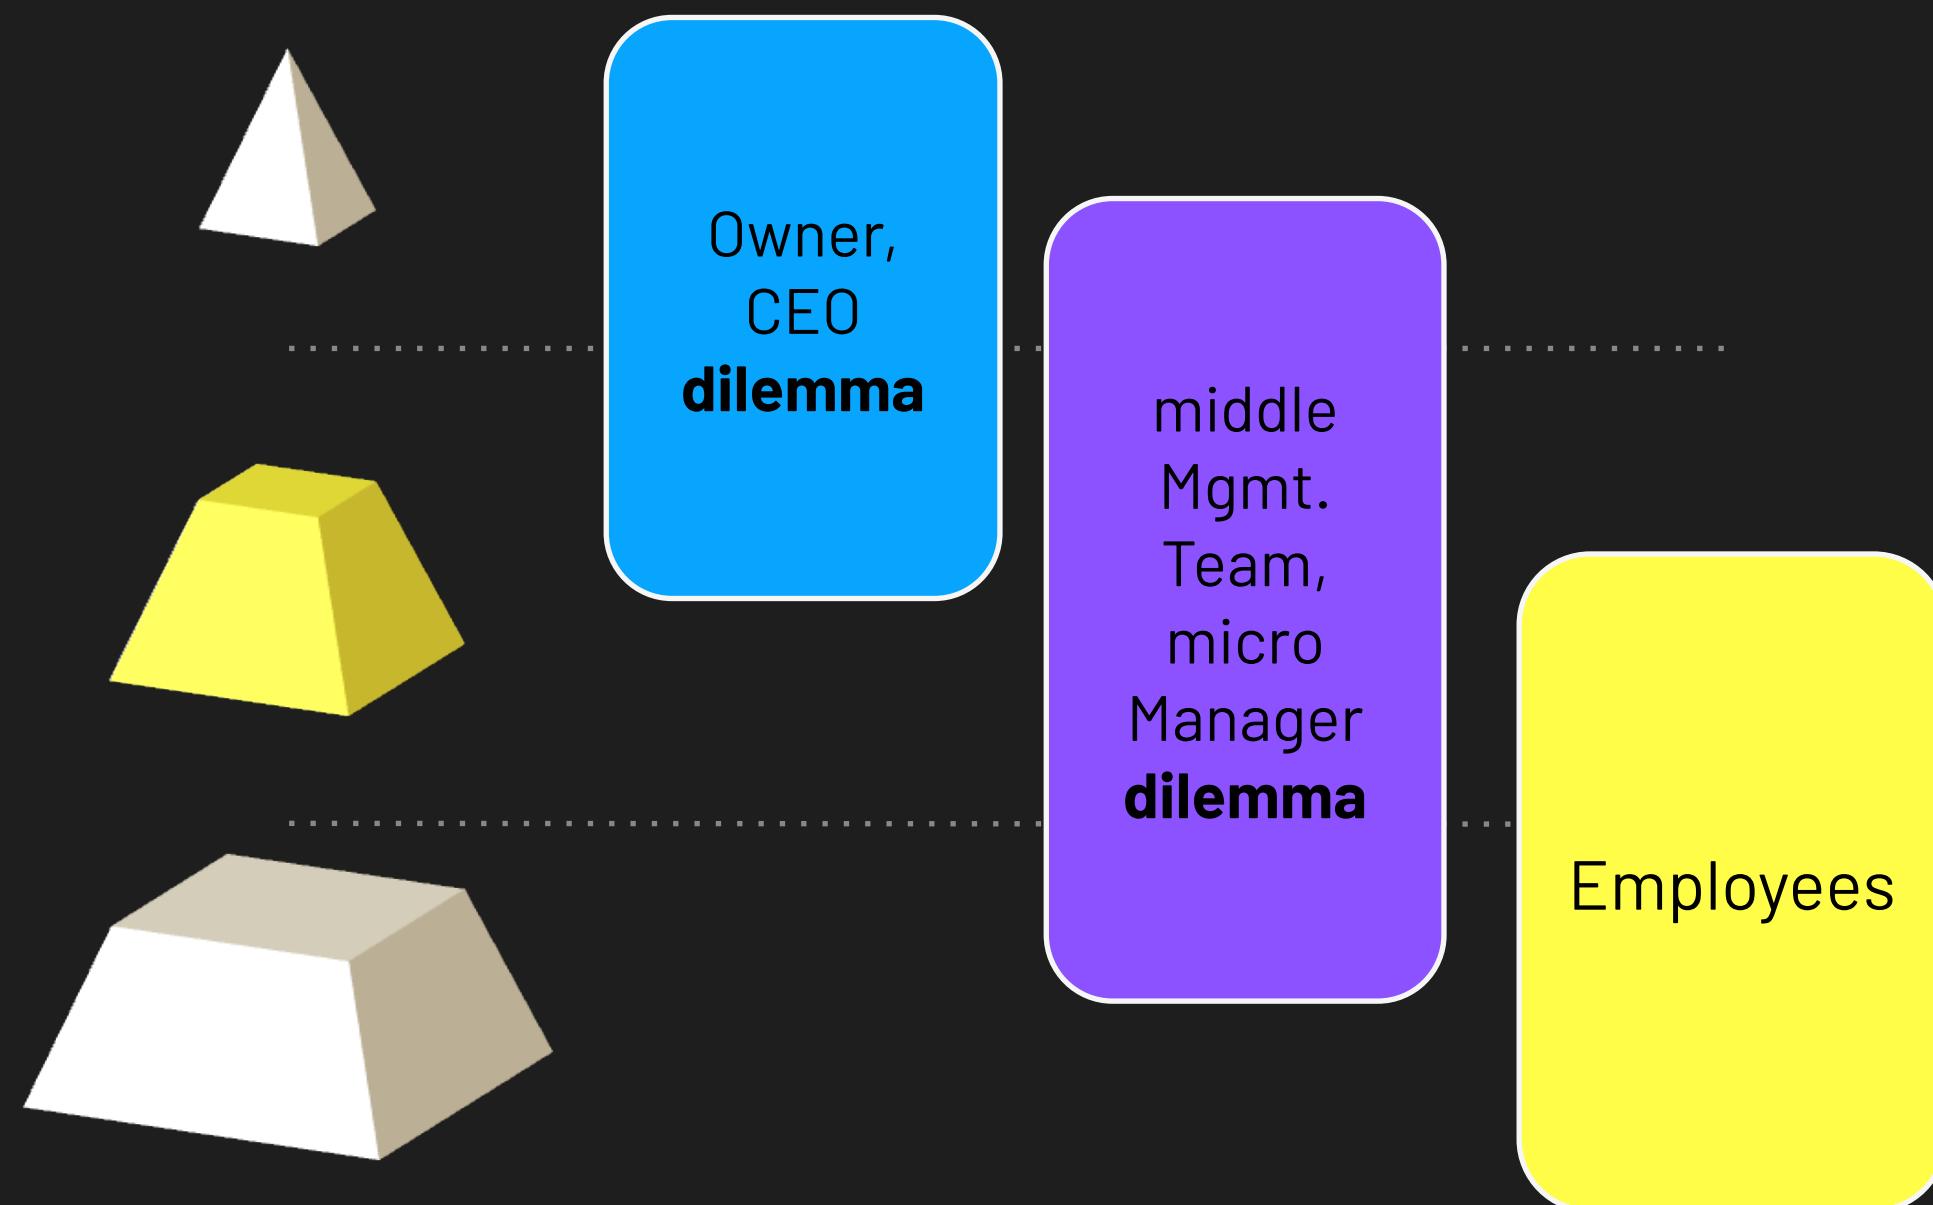 Owner,
CEO
dilemma
middle
Mgmt.
Team,
micro
Manager
dilemma
Employees